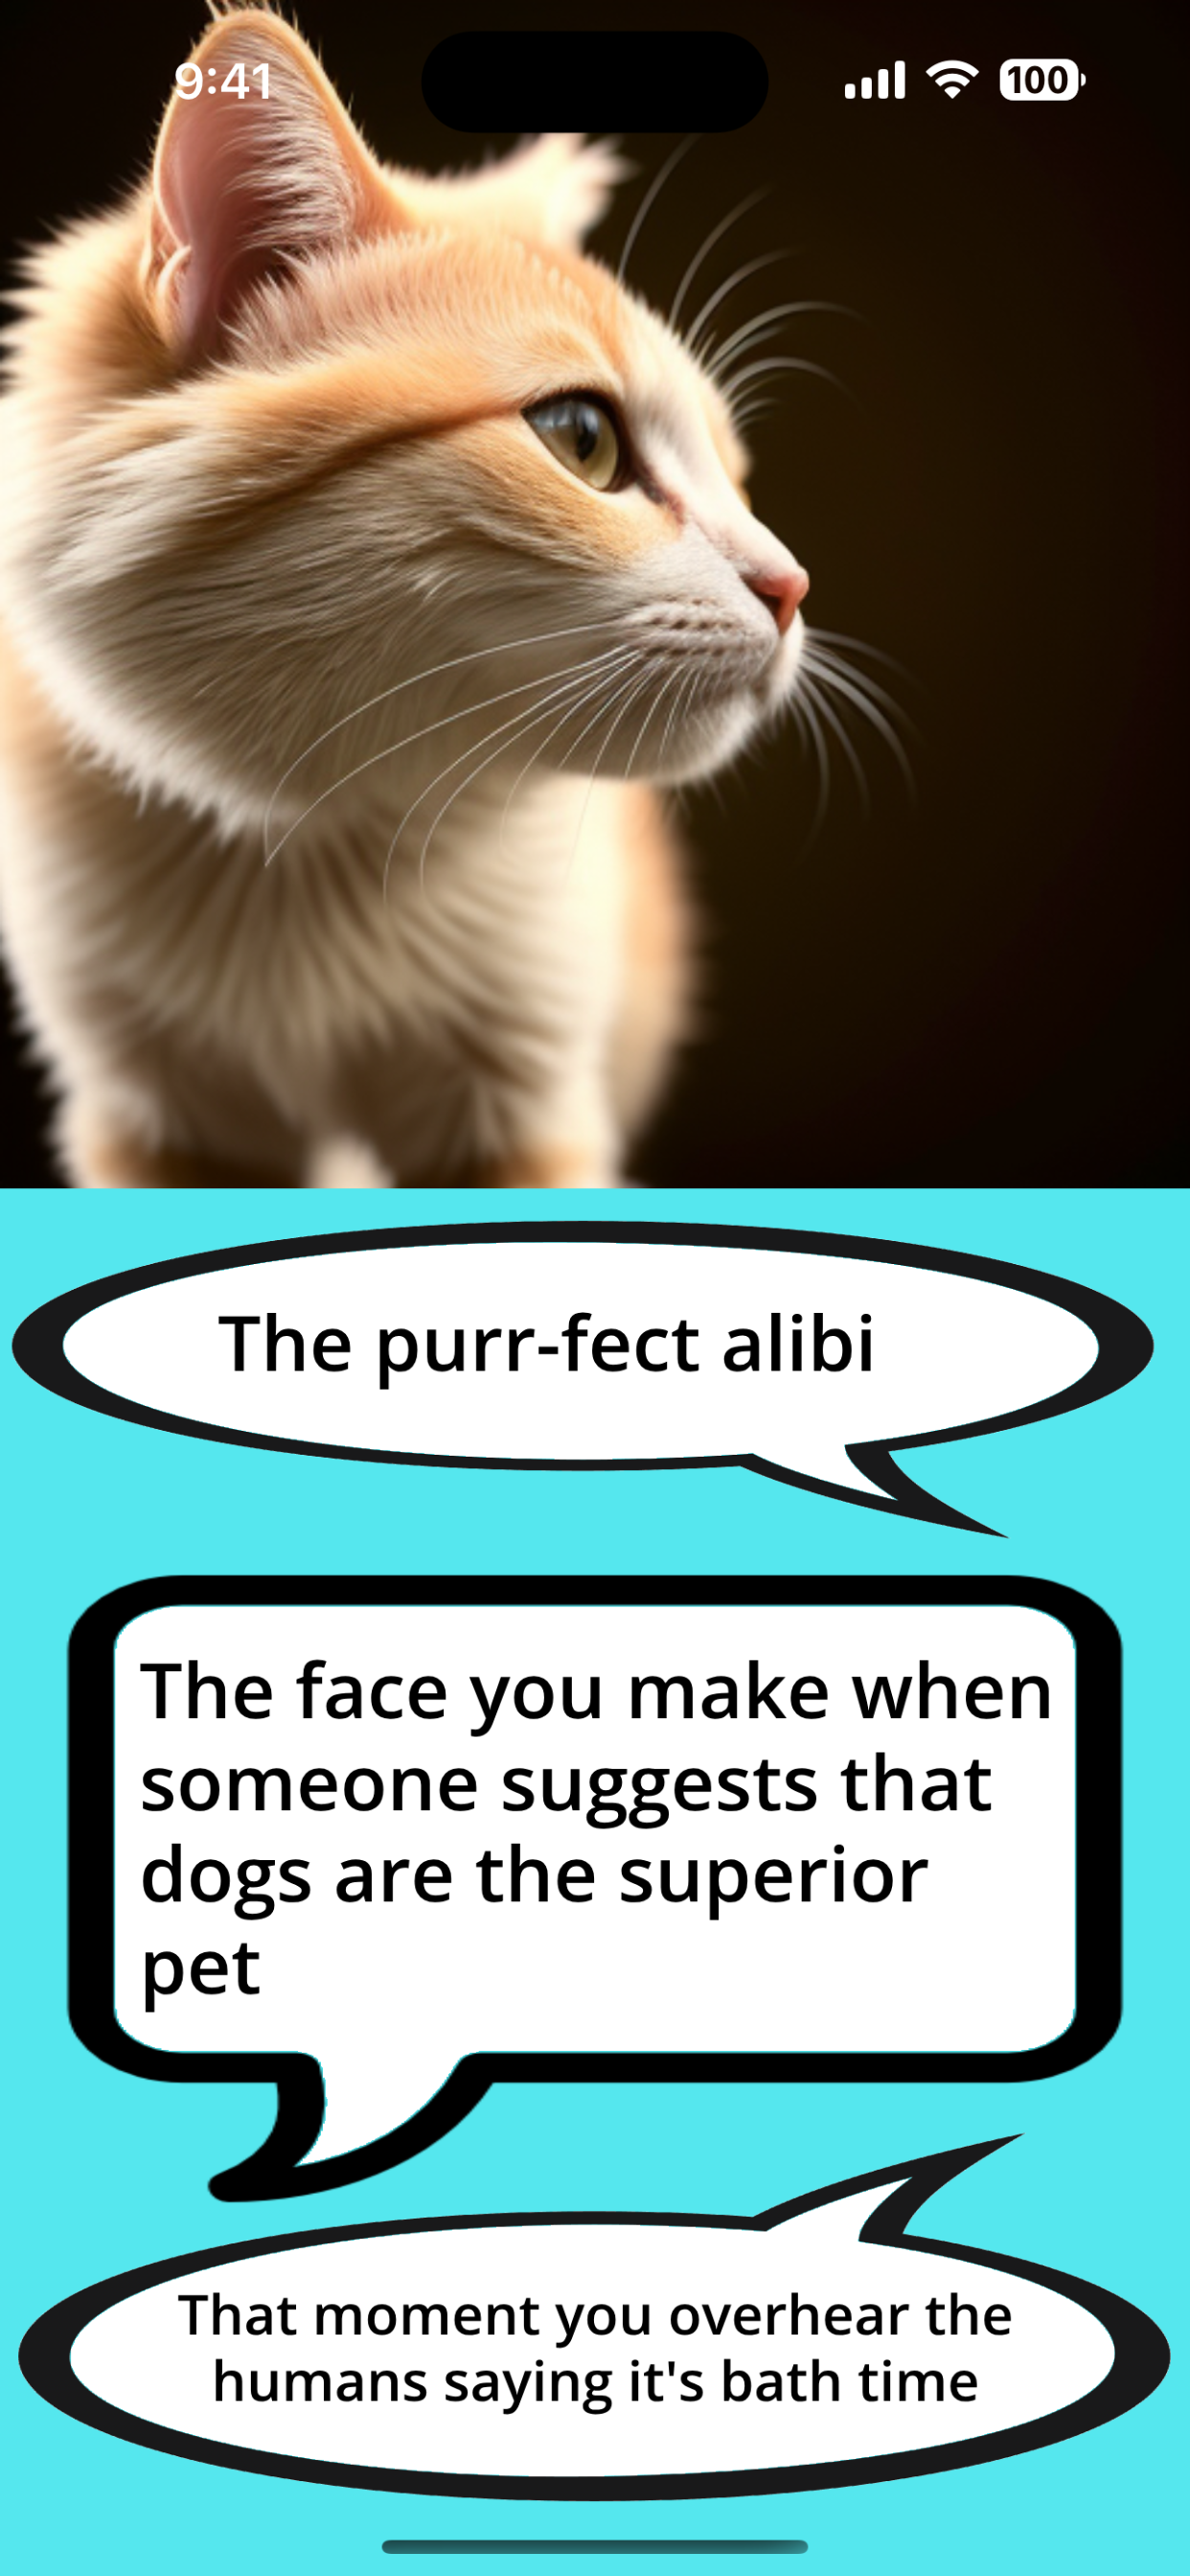 9:41
100
The purr-fect alibi
The face you make when
someone suggests that
dogs are the superior
pet
That moment you overhear the
humans saying it's bath time